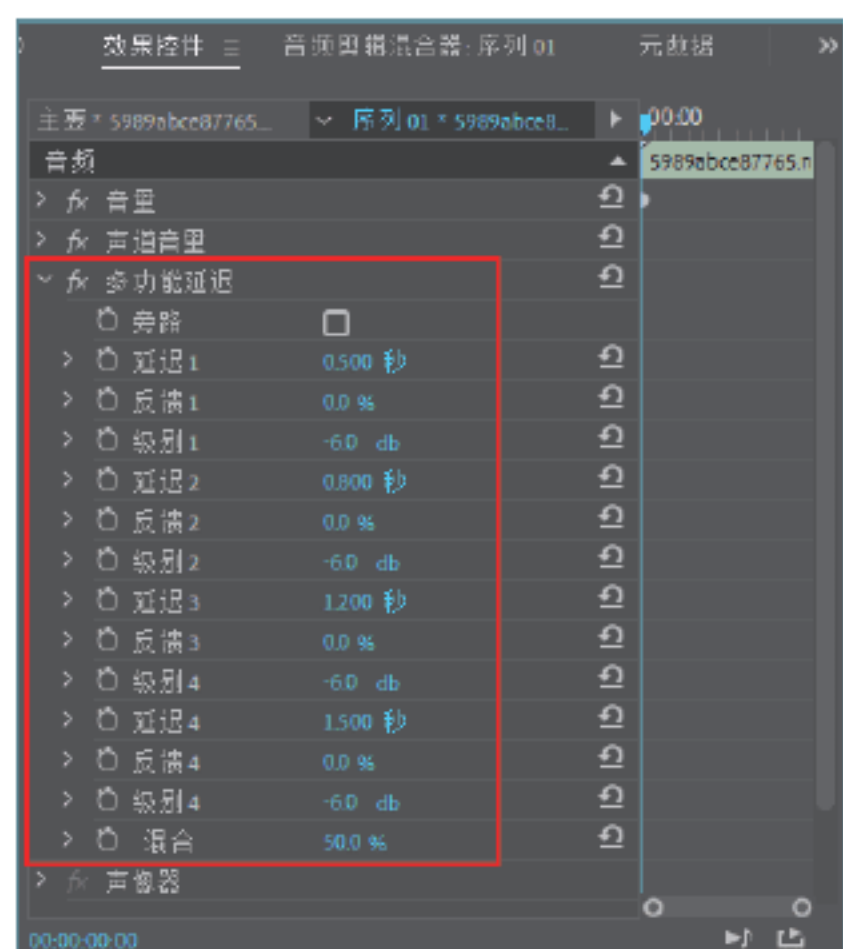 效果控件 音频剪辑混合器:序列 01 元数据 »
主要 * 5989abce87765... 序列 01 * 5989abce8... 00:00
音频 5989abce87765.m
fx 音量
fx 声道音量
fx 多功能延迟
旁路
延迟1 0.500 秒
反馈1 0.0 %
级别1 -6.0 db
延迟2 0.800 秒
反馈2 0.0 %
级别2 -6.0 db
延迟3 1.200 秒
反馈3 0.0 %
级别4 -6.0 db
延迟4 1.500 秒
反馈4 0.0 %
级别4 -6.0 db
混合 50.0 %
fx 声像器
00:00:00:00